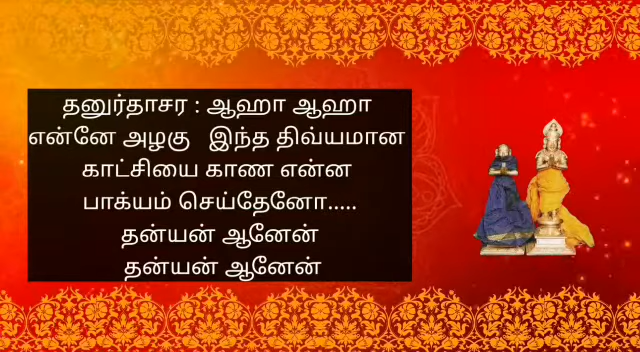 தனுர்தாசர : ஆஹா ஆஹா
என்னே அழகு இந்த திவ்யமான
காட்சியை காண என்ன
பாக்யம் செய்தேனோ.....
தன்யன் ஆனேன்
தன்யன் ஆனேன்